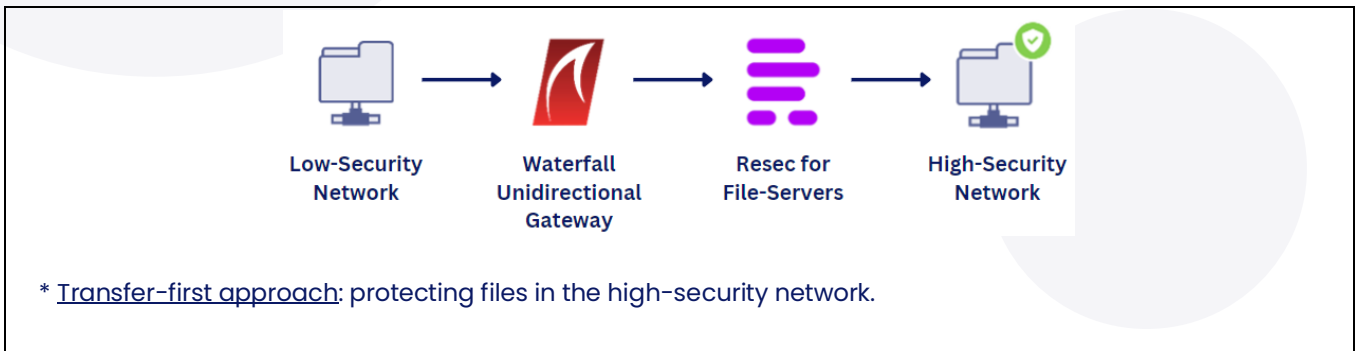 Low-Security
Network
Waterfall
Unidirectional
Gateway
Resec for
File-Servers
High-Security
Network
* Transfer-first approach: protecting files in the high-security network.